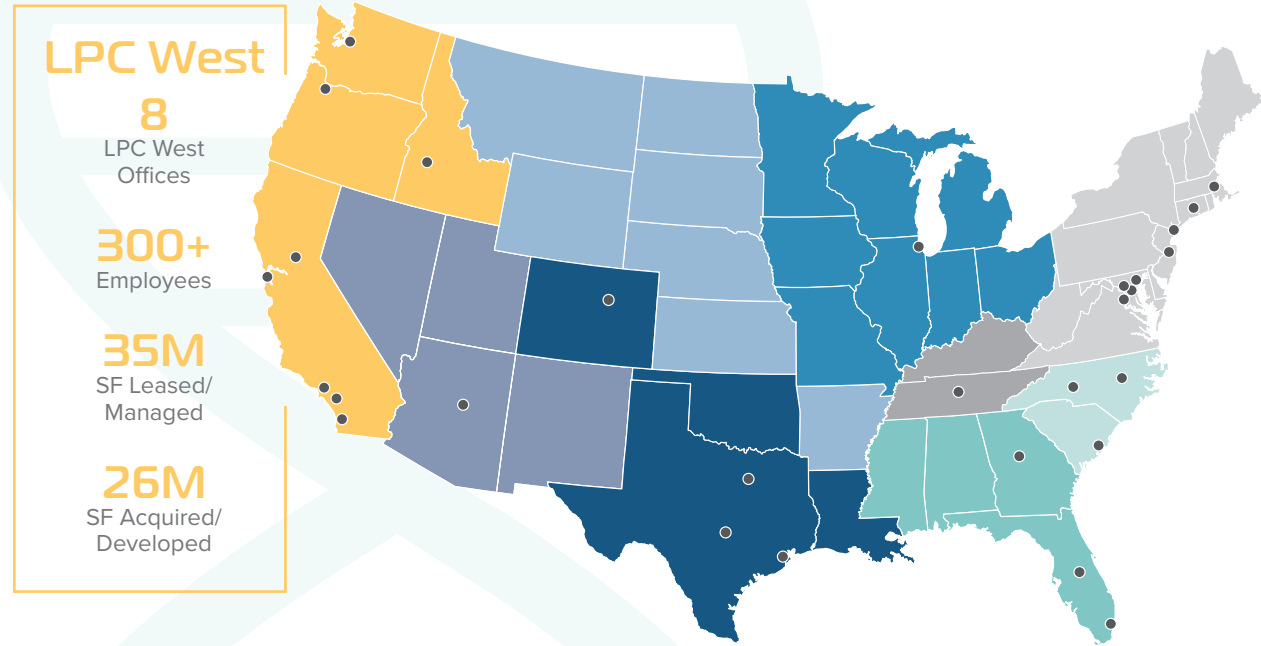 LPC West
8
LPC West
Offices
300+
Employees
35M
SF Leased/
Managed
26M
SF Acquired/
Developed